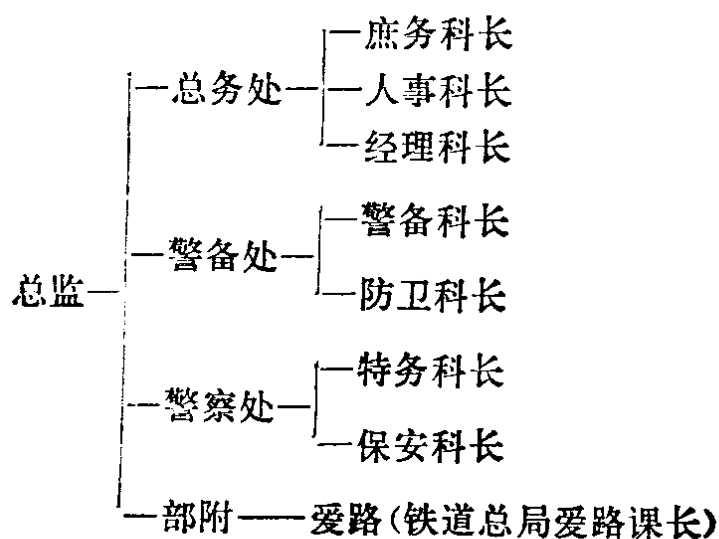 庶务科长
总务处
人事科长
经理科长
警备科长
警备处
防卫科长
总监
特务科长
警察处
保安科长
部附
爱路(铁道总局爱路课长)